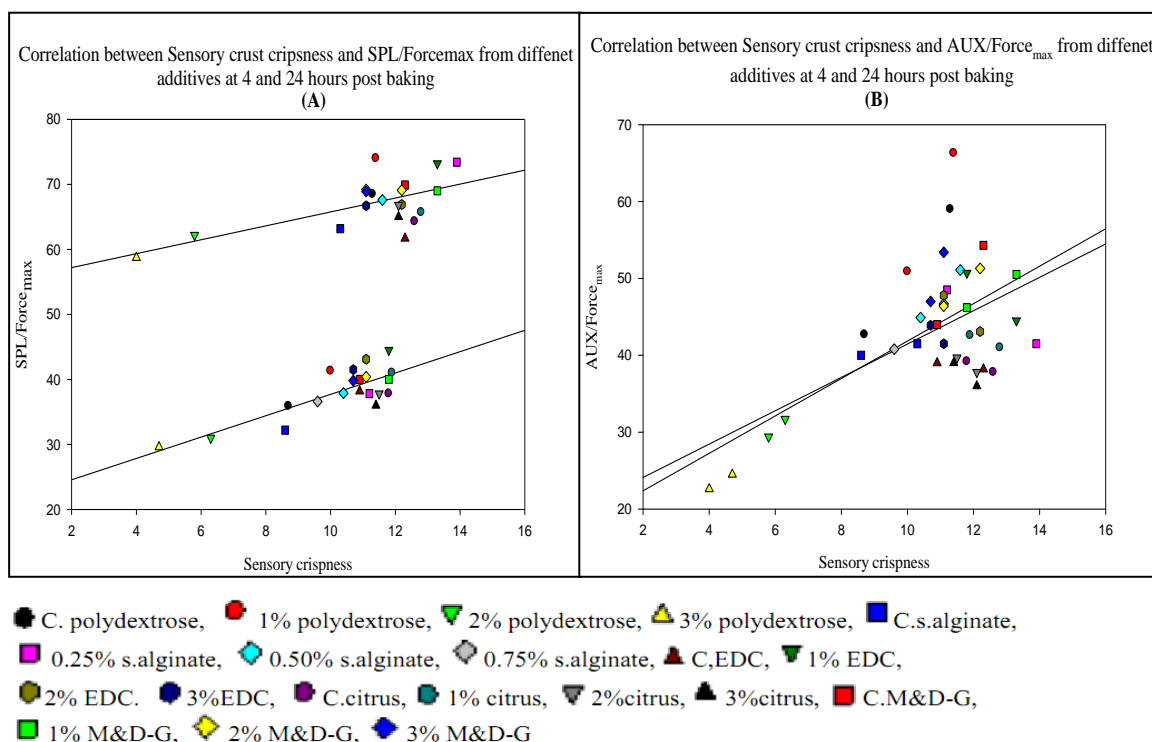 Correlation between Sensory crust cripsness and SPL/Forcemax from diffenet
additives at 4 and 24 hours post baking
(A)
80
70
60
50
40
30
20
2 4 6 8 10 12 14 16
SPL/Forcemax
Sensory crispness
Correlation between Sensory crust cripsness and AUX/Forcemax from diffenet
additives at 4 and 24 hours post baking
(B)
70
60
50
40
30
20
2 4 6 8 10 12 14 16
AUX/Forcemax
Sensory crispness
C. polydextrose, 1% polydextrose, 2% polydextrose, 3% polydextrose, C.s.alginate,
0.25% s.alginate, 0.50% s.alginate, 0.75% s.alginate, C,EDC, 1% EDC,
2% EDC. 3%EDC, C.citrus, 1% citrus, 2%citrus, 3%citrus, C.M&D-G,
1% M&D-G, 2% M&D-G, 3% M&D-G